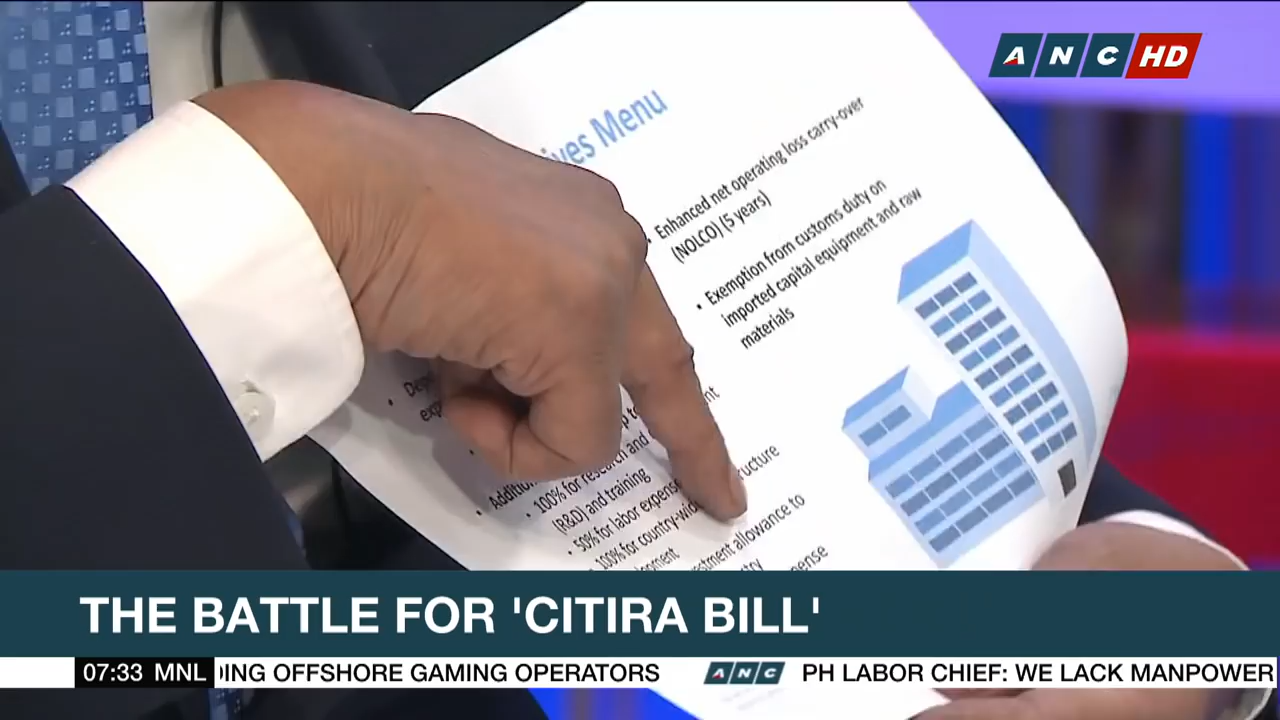 ANC HD
ives Menu
• Enhanced net operating loss carry-over
(NOLCO) (5 years)
• Exemption from customs duty on
imported capital equipment and raw
materials
• 100% for research and
(R&D) and training
• 50% for labor expense
• 100% for country-wid
ructure
allowance to
THE BATTLE FOR 'CITIRA BILL'
07:33 MNL
ING OFFSHORE GAMING OPERATORS
ANC
PH LABOR CHIEF: WE LACK MANPOWER